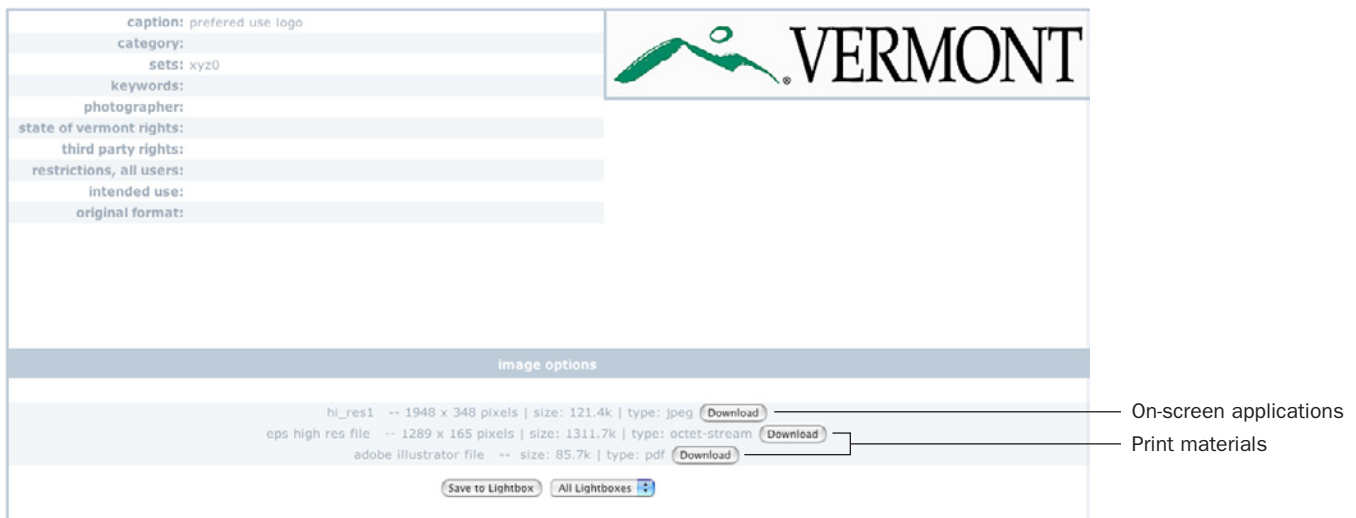 caption: prefered use logo
category:
sets: xyz0
keywords:
photographer:
state of vermont rights:
third party rights:
restrictions, all users:
intended use:
original format:
® VERMONT
image options
hi_res1 -- 1948 x 348 pixels | size: 121.4k | type: jpeg Download
On-screen applications
eps high res file -- 1289 x 165 pixels | size: 1311.7k | type: octet-stream Download
Print materials
adobe illustrator file -- size: 85.7k | type: pdf Download
Save to Lightbox All Lightboxes